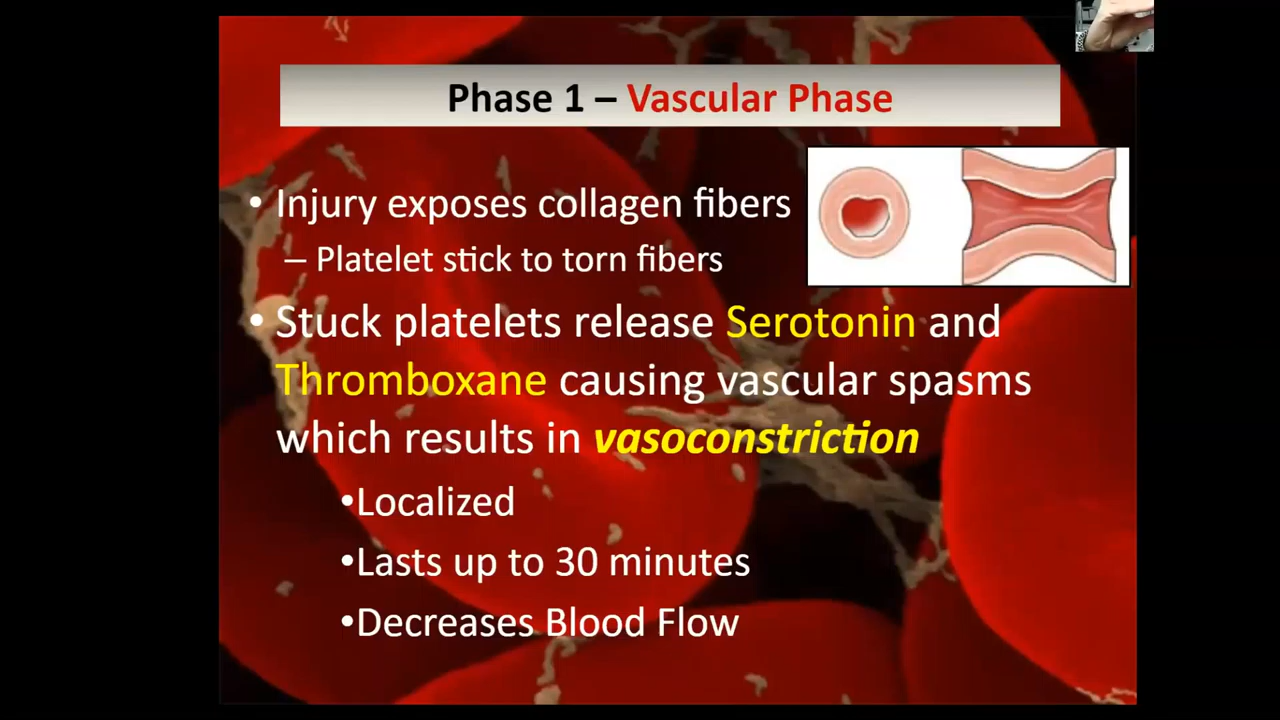 Phase 1 – Vascular Phase
• Injury exposes collagen fibers
– Platelet stick to torn fibers
• Stuck platelets release Serotonin and
Thromboxane causing vascular spasms
which results in vasoconstriction
•Localized
•Lasts up to 30 minutes
•Decreases Blood Flow